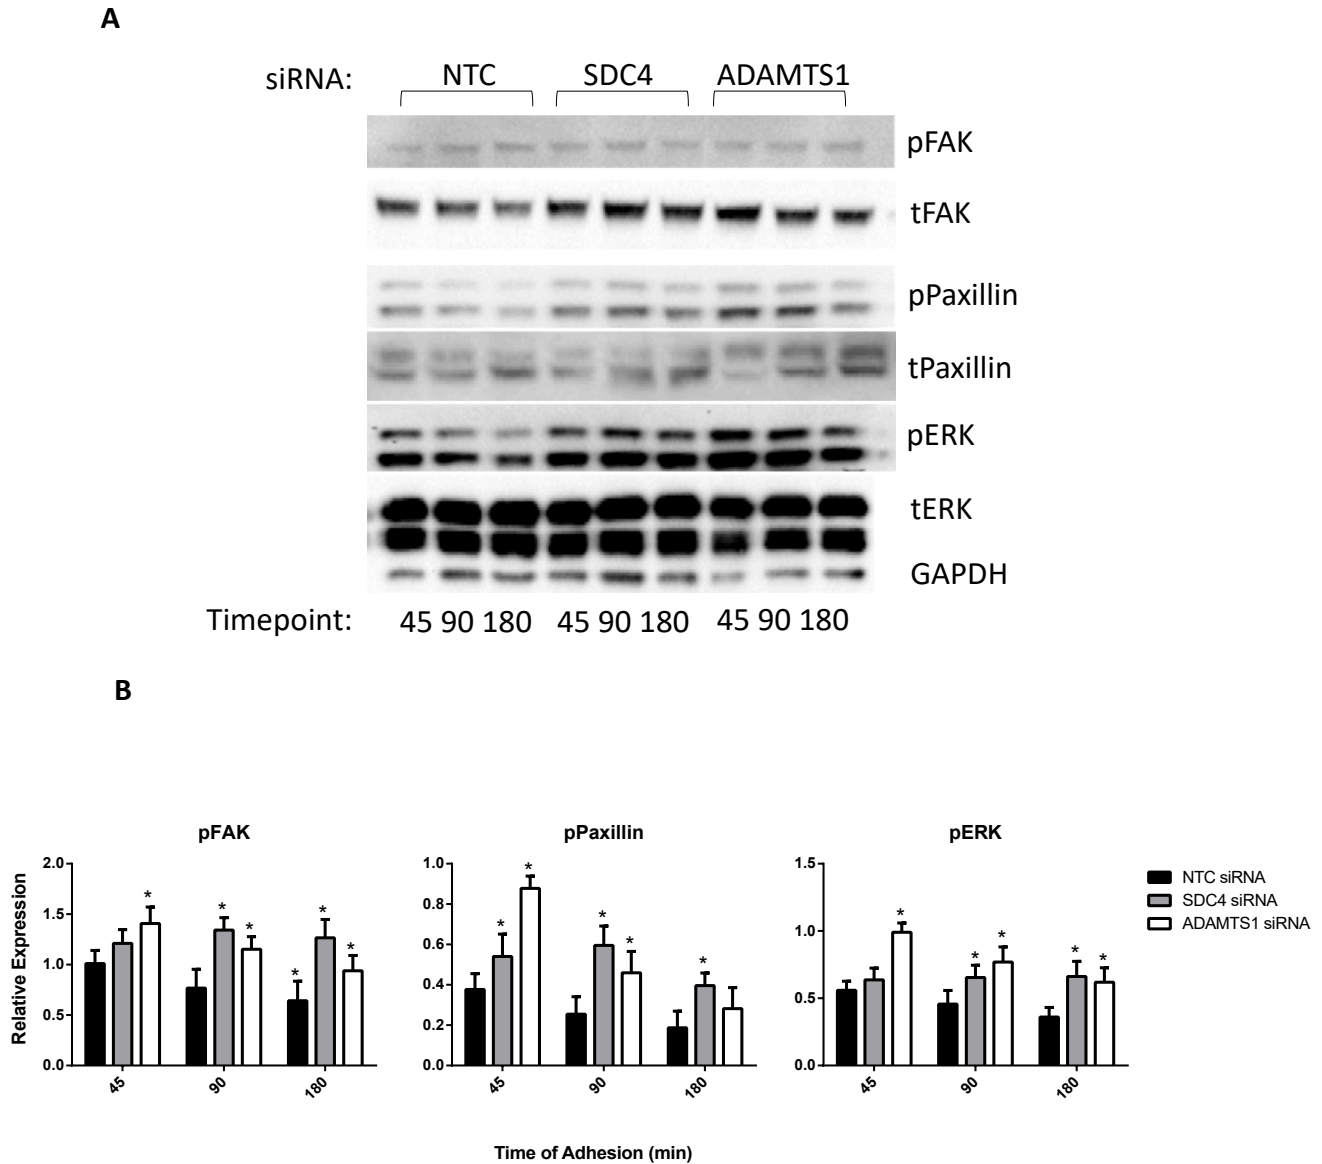 A
siRNA: NTC SDC4 ADAMTS1
pFAK
tFAK
pPaxillin
tPaxillin
pERK
tERK
GAPDH
Timepoint: 45 90 180 45 90 180 45 90 180
B
pFAK
Relative Expression
2.0
1.5
1.0
0.5
0.0
* * * * * *
45 90 180
pPaxillin
1.0
0.8
0.6
0.4
0.2
0.0
* * * * *
45 90 180
pERK
1.5
1.0
0.5
0.0
* * * * *
45 90 180
NTC siRNA
SDC4 siRNA
ADAMTS1 siRNA
Time of Adhesion (min)